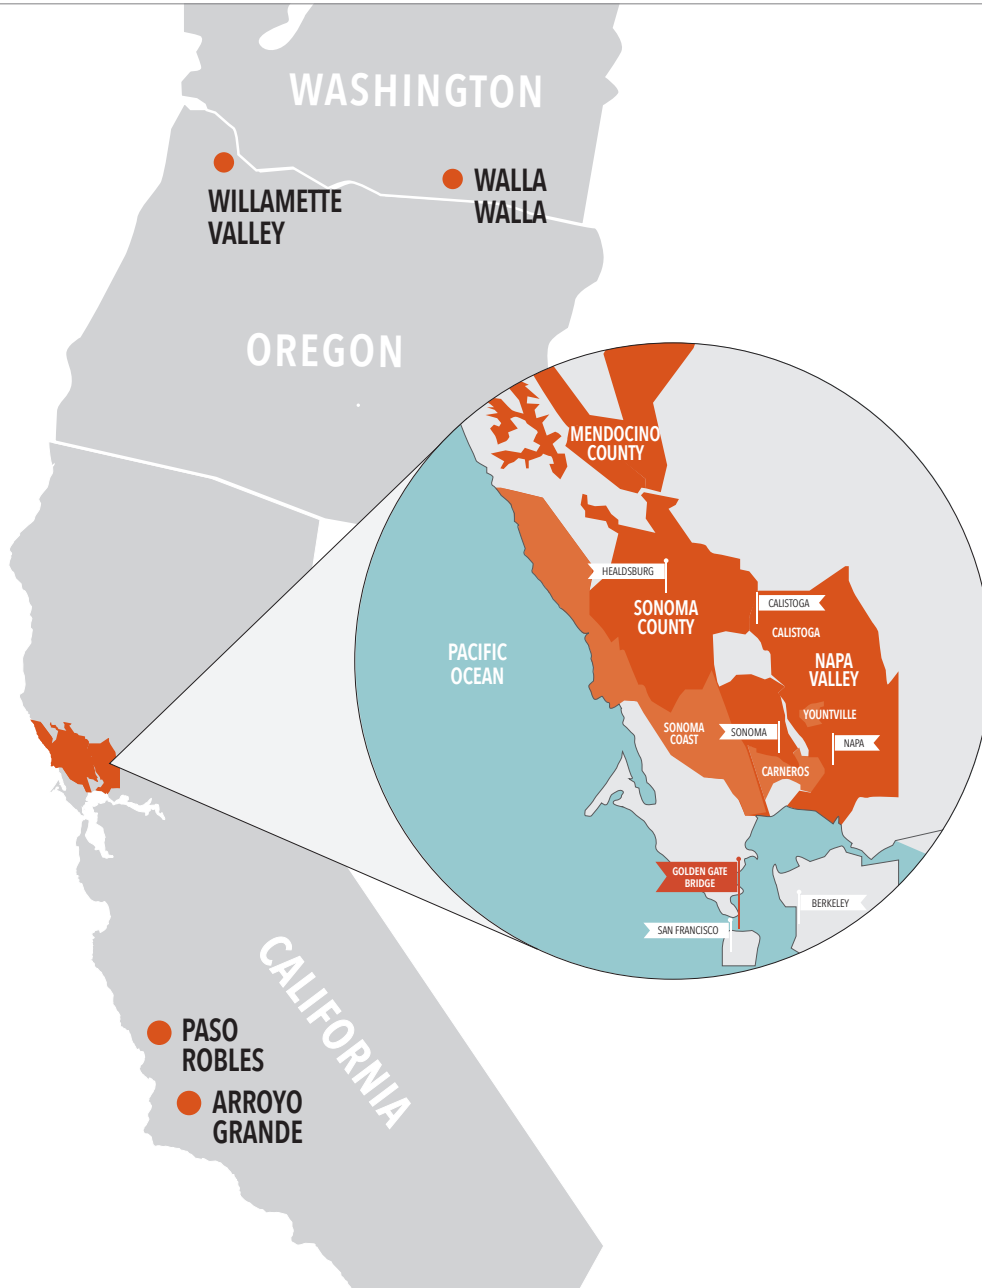 WASHINGTON
WALLA
WALLA
WILLAMETTE
VALLEY
OREGON
MENDOCINO
COUNTY
HEALDSBURG
SONOMA
COUNTY
CALISTOGA
CALISTOGA
NAPA
VALLEY
PACIFIC
OCEAN
YOUNTVILLE
SONOMA
COAST
SONOMA
NAPA
CARNEROS
GOLDEN GATE
BRIDGE
BERKELEY
SAN FRANCISCO
CALIFORNIA
PASO
ROBLES
ARROYO
GRANDE